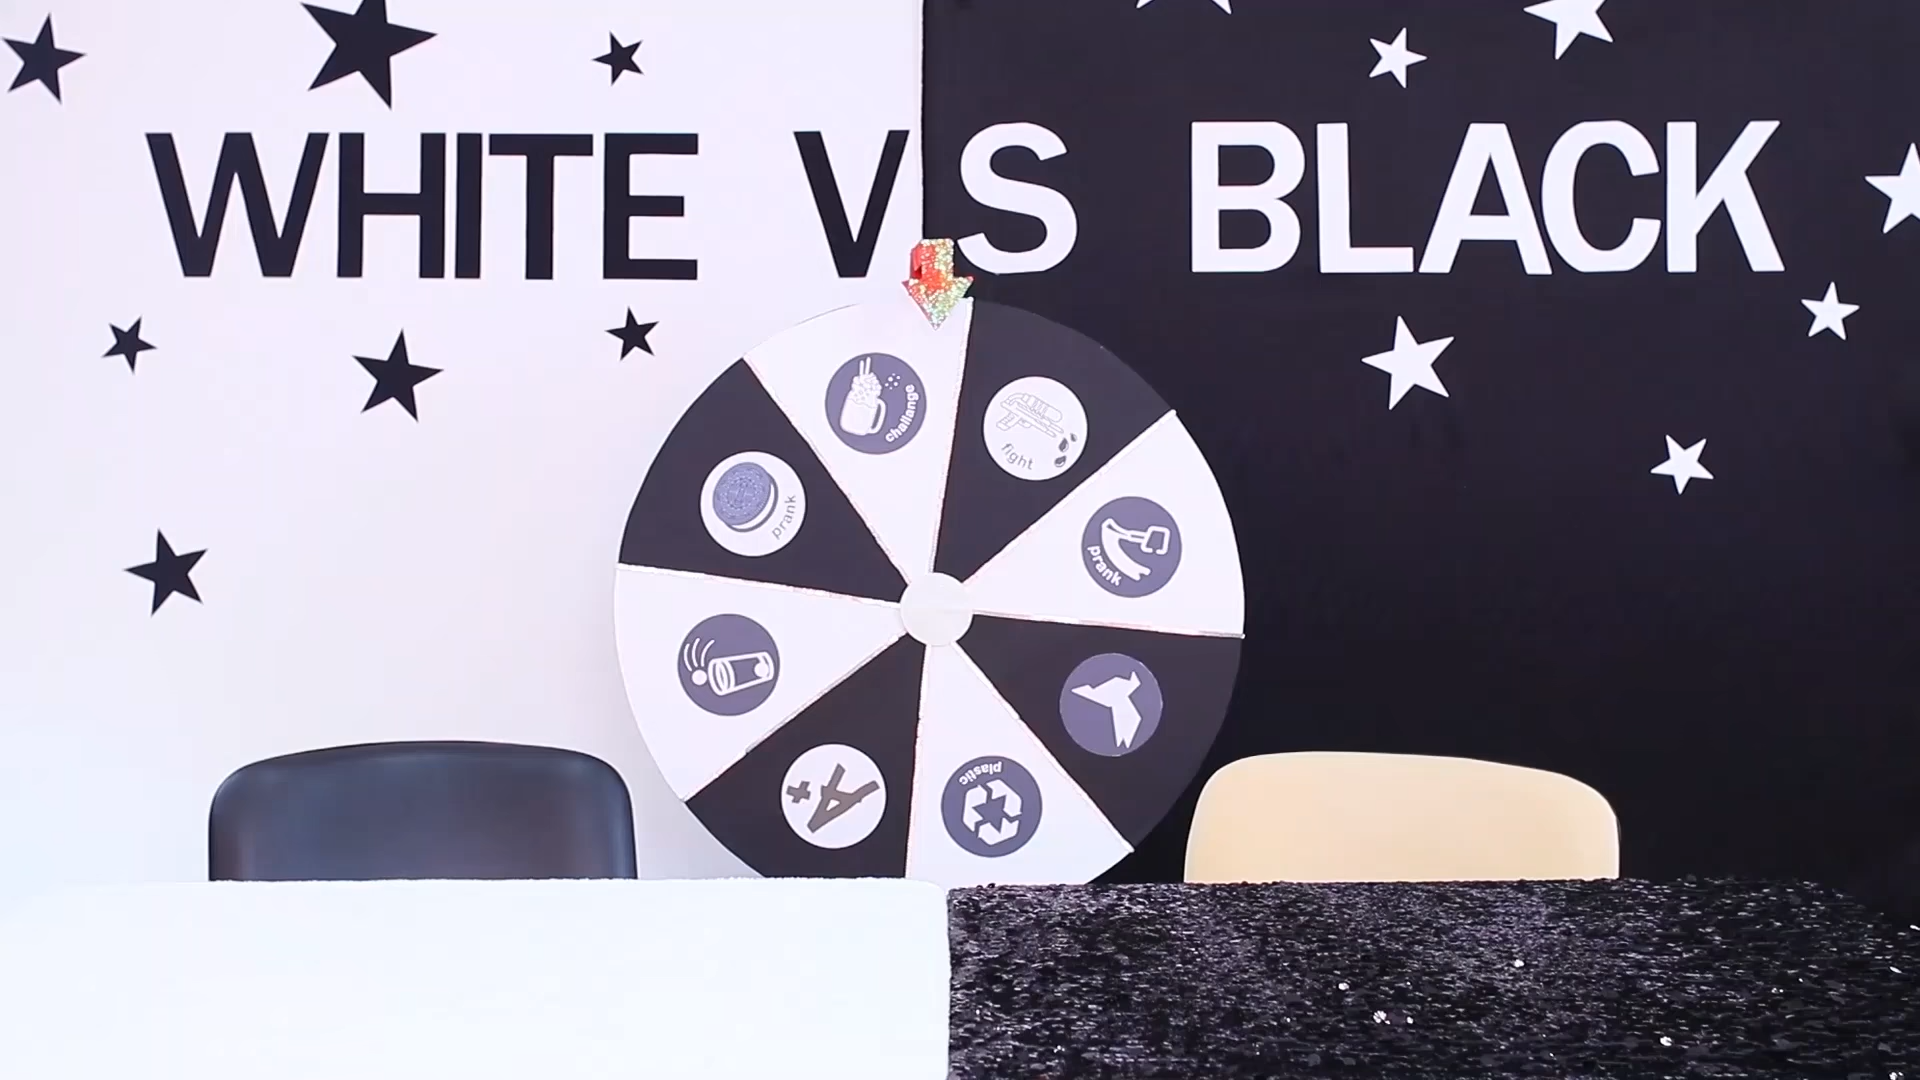 WHITE VS BLACK
challange
fight
prank
prank
A+
plastic